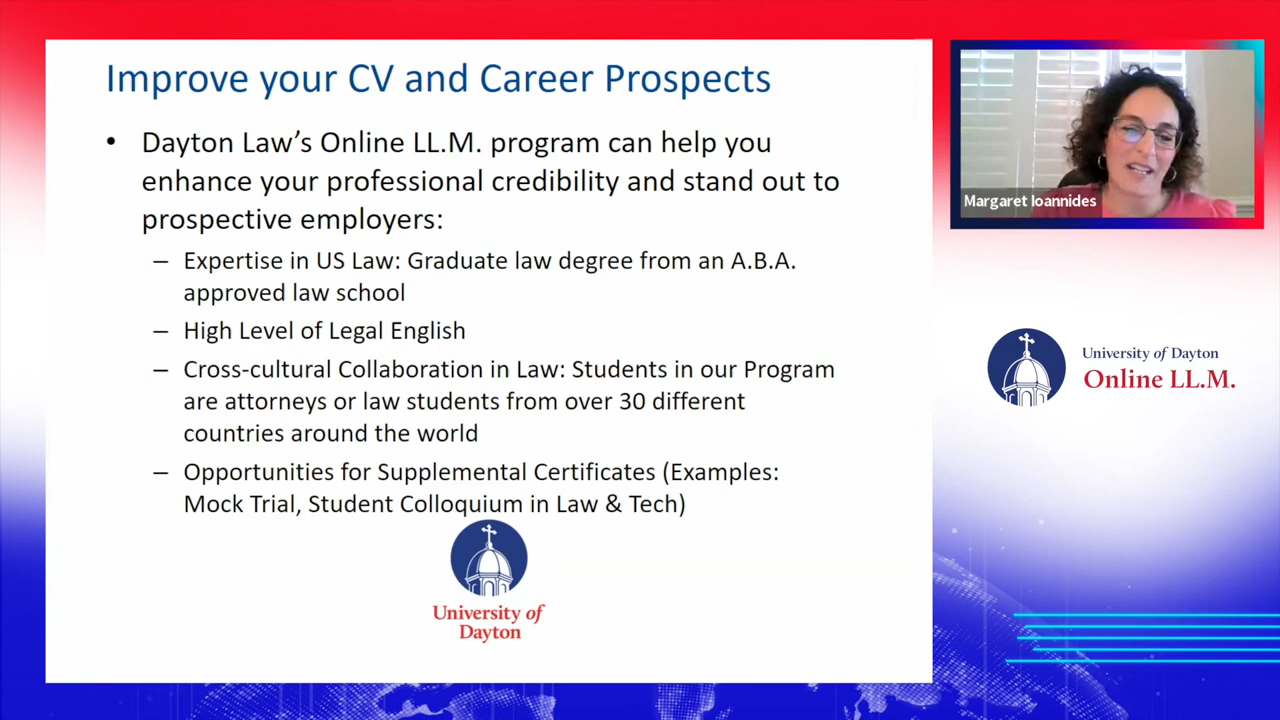 Improve your CV and Career Prospects
• Dayton Law’s Online LL.M. program can help you
enhance your professional credibility and stand out to
prospective employers:
– Expertise in US Law: Graduate law degree from an A.B.A.
approved law school
– High Level of Legal English
– Cross-cultural Collaboration in Law: Students in our Program
are attorneys or law students from over 30 different
countries around the world
– Opportunities for Supplemental Certificates (Examples:
Mock Trial, Student Colloquium in Law & Tech)
University of
Dayton
Margaret Ioannides
University of Dayton
Online LL.M.